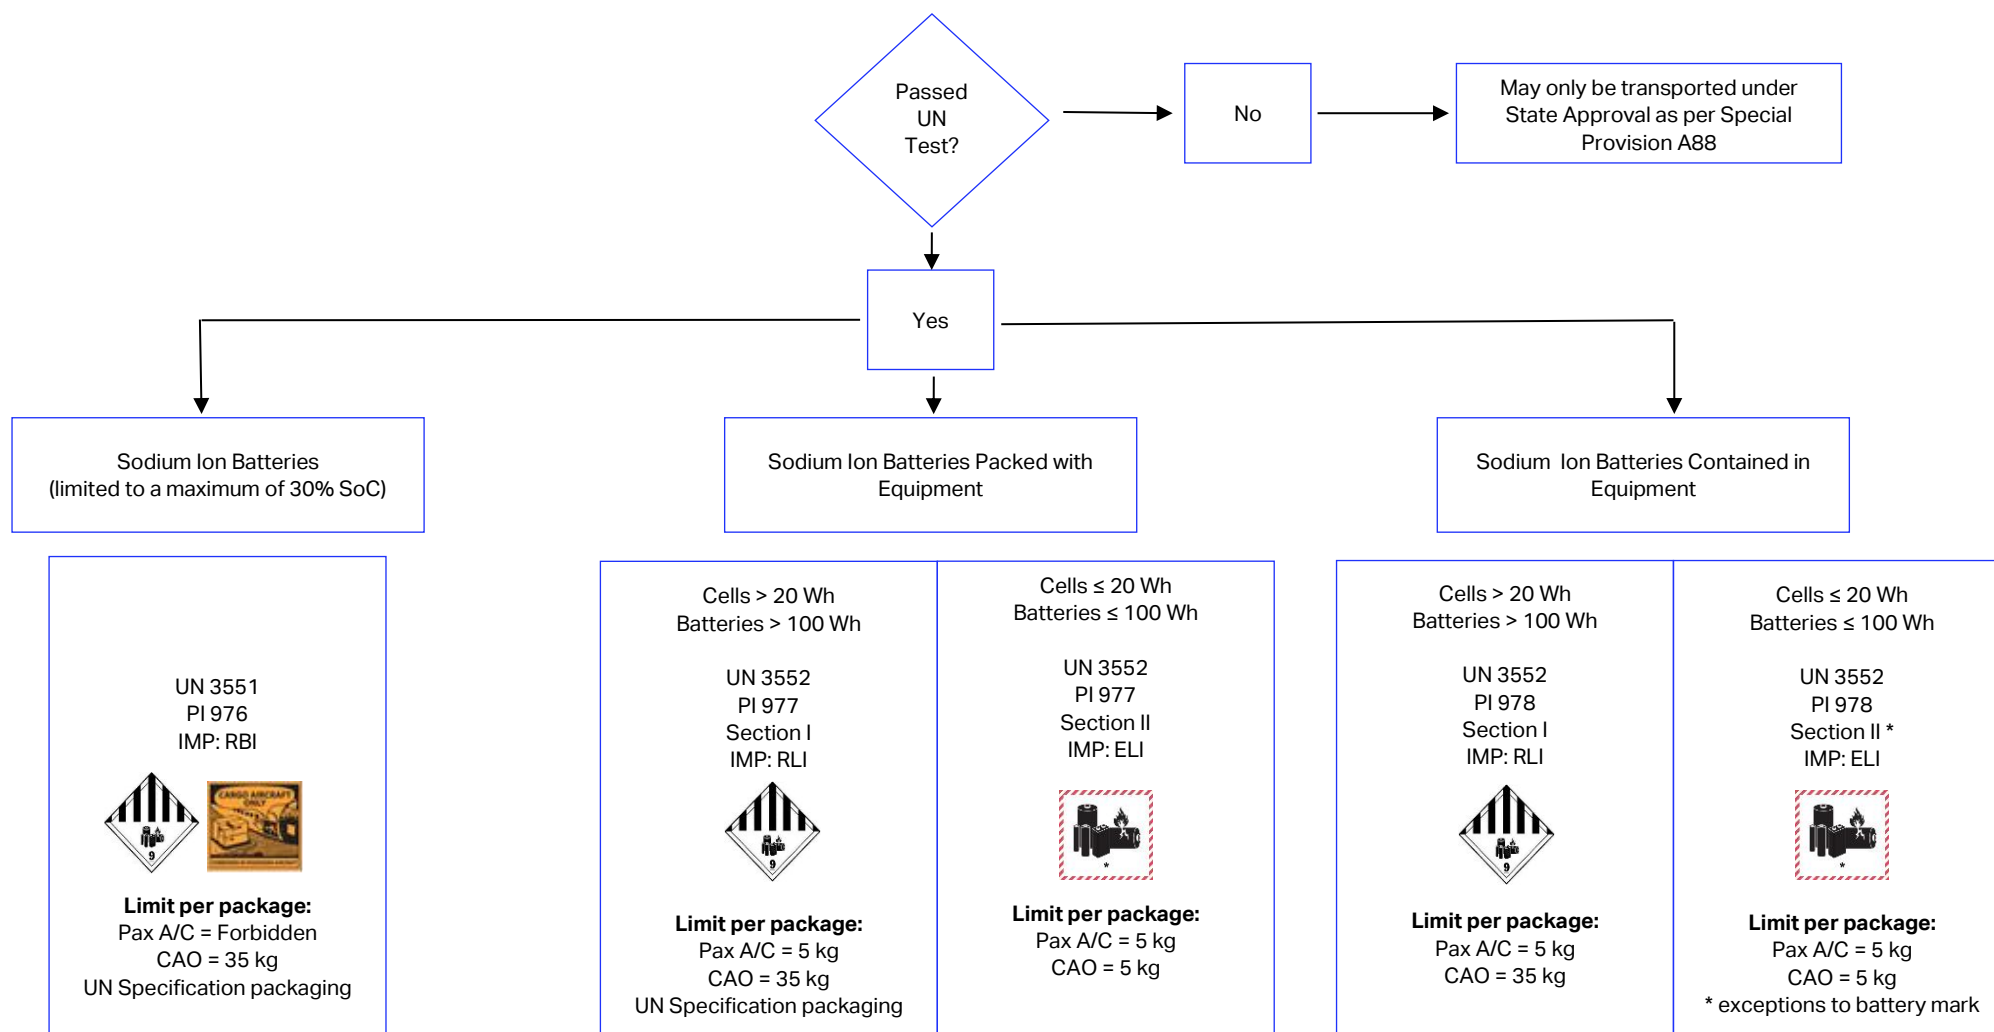 Passed
UN
Test?
No
May only be transported under
State Approval as per Special
Provision A88
Yes
Sodium Ion Batteries
(limited to a maximum of 30% SoC)
Sodium Ion Batteries Packed with
Equipment
Sodium Ion Batteries Contained in
Equipment
UN 3551
PI 976
IMP: RBI
9
CARGO AIRCRAFT
ONLY
Limit per package:
Pax A/C = Forbidden
CAO = 35 kg
UN Specification packaging
Cells > 20 Wh
Batteries > 100 Wh
UN 3552
PI 977
Section I
IMP: RLI
9
Limit per package:
Pax A/C = 5 kg
CAO = 35 kg
UN Specification packaging
Cells ≤ 20 Wh
Batteries ≤ 100 Wh
UN 3552
PI 977
Section II
IMP: ELI
*
Limit per package:
Pax A/C = 5 kg
CAO = 5 kg
Cells > 20 Wh
Batteries > 100 Wh
UN 3552
PI 978
Section I
IMP: RLI
9
Limit per package:
Pax A/C = 5 kg
CAO = 35 kg
Cells ≤ 20 Wh
Batteries ≤ 100 Wh
UN 3552
PI 978
Section II *
IMP: ELI
*
Limit per package:
Pax A/C = 5 kg
CAO = 5 kg
* exceptions to battery mark